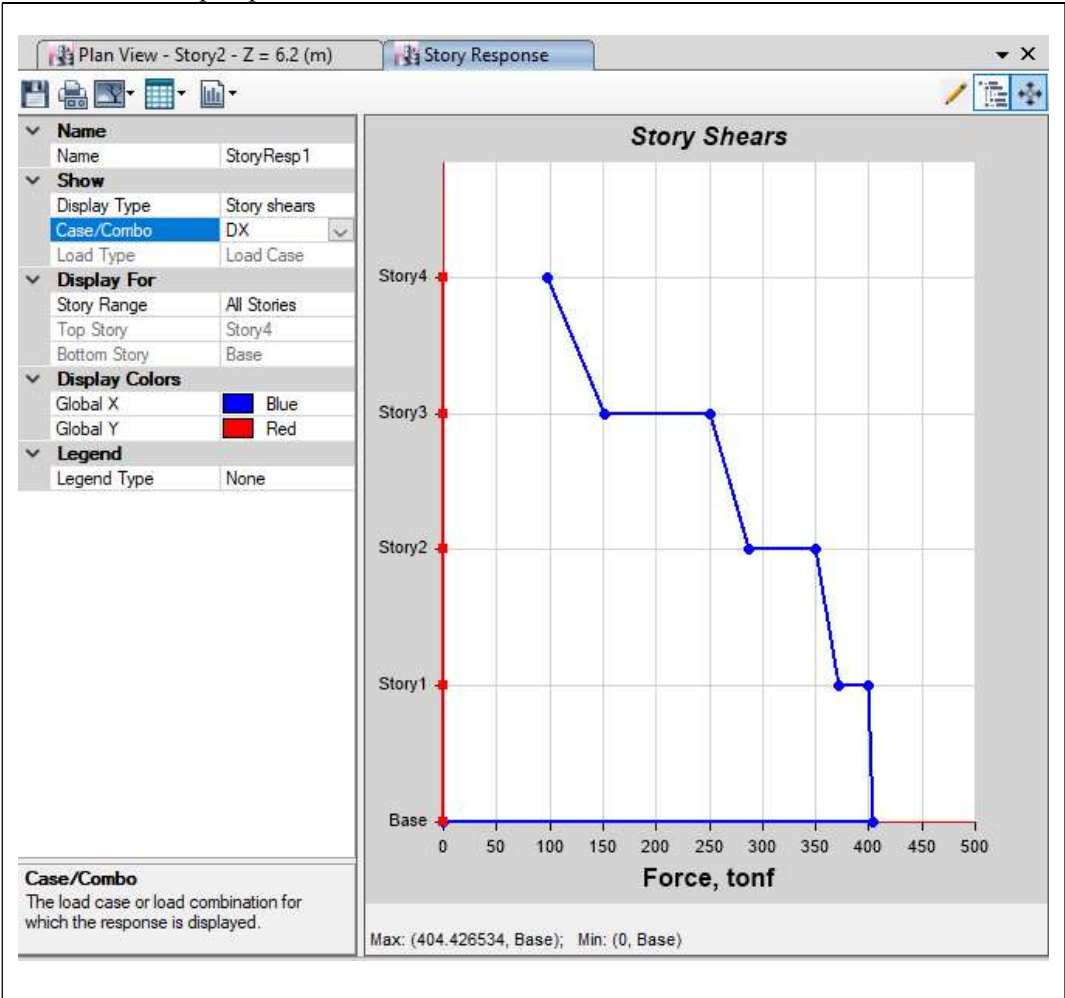 Plan View - Story2 - Z = 6.2 (m)
Story Response
Name
Name StoryResp1
Show
Display Type Story shears
Case/Combo DX
Load Type Load Case
Display For
Story Range All Stories
Top Story Story4
Bottom Story Base
Display Colors
Global X Blue
Global Y Red
Legend
Legend Type None
Case/Combo
The load case or load combination for
which the response is displayed.
Story Shears
Story4
Story3
Story2
Story1
Base
0 50 100 150 200 250 300 350 400 450 500
Force, tonf
Max: (404.426534, Base); Min: (0, Base)